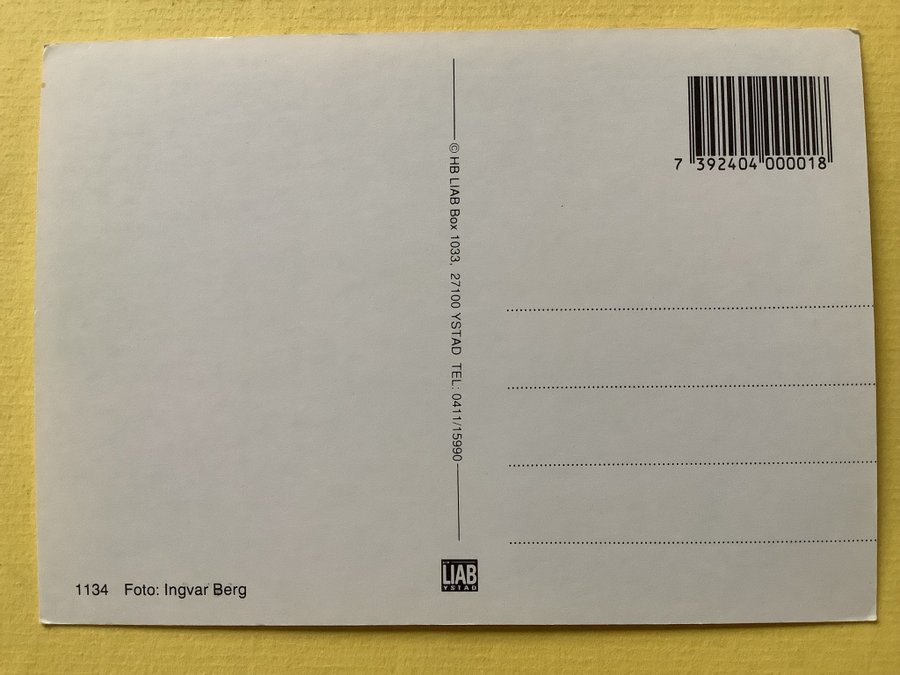 7 392404 000018
© HB LIAB Box 1033, 27100 YSTAD TEL: 0411/15990
1134 Foto: Ingvar Berg
LIAB
YSTAD